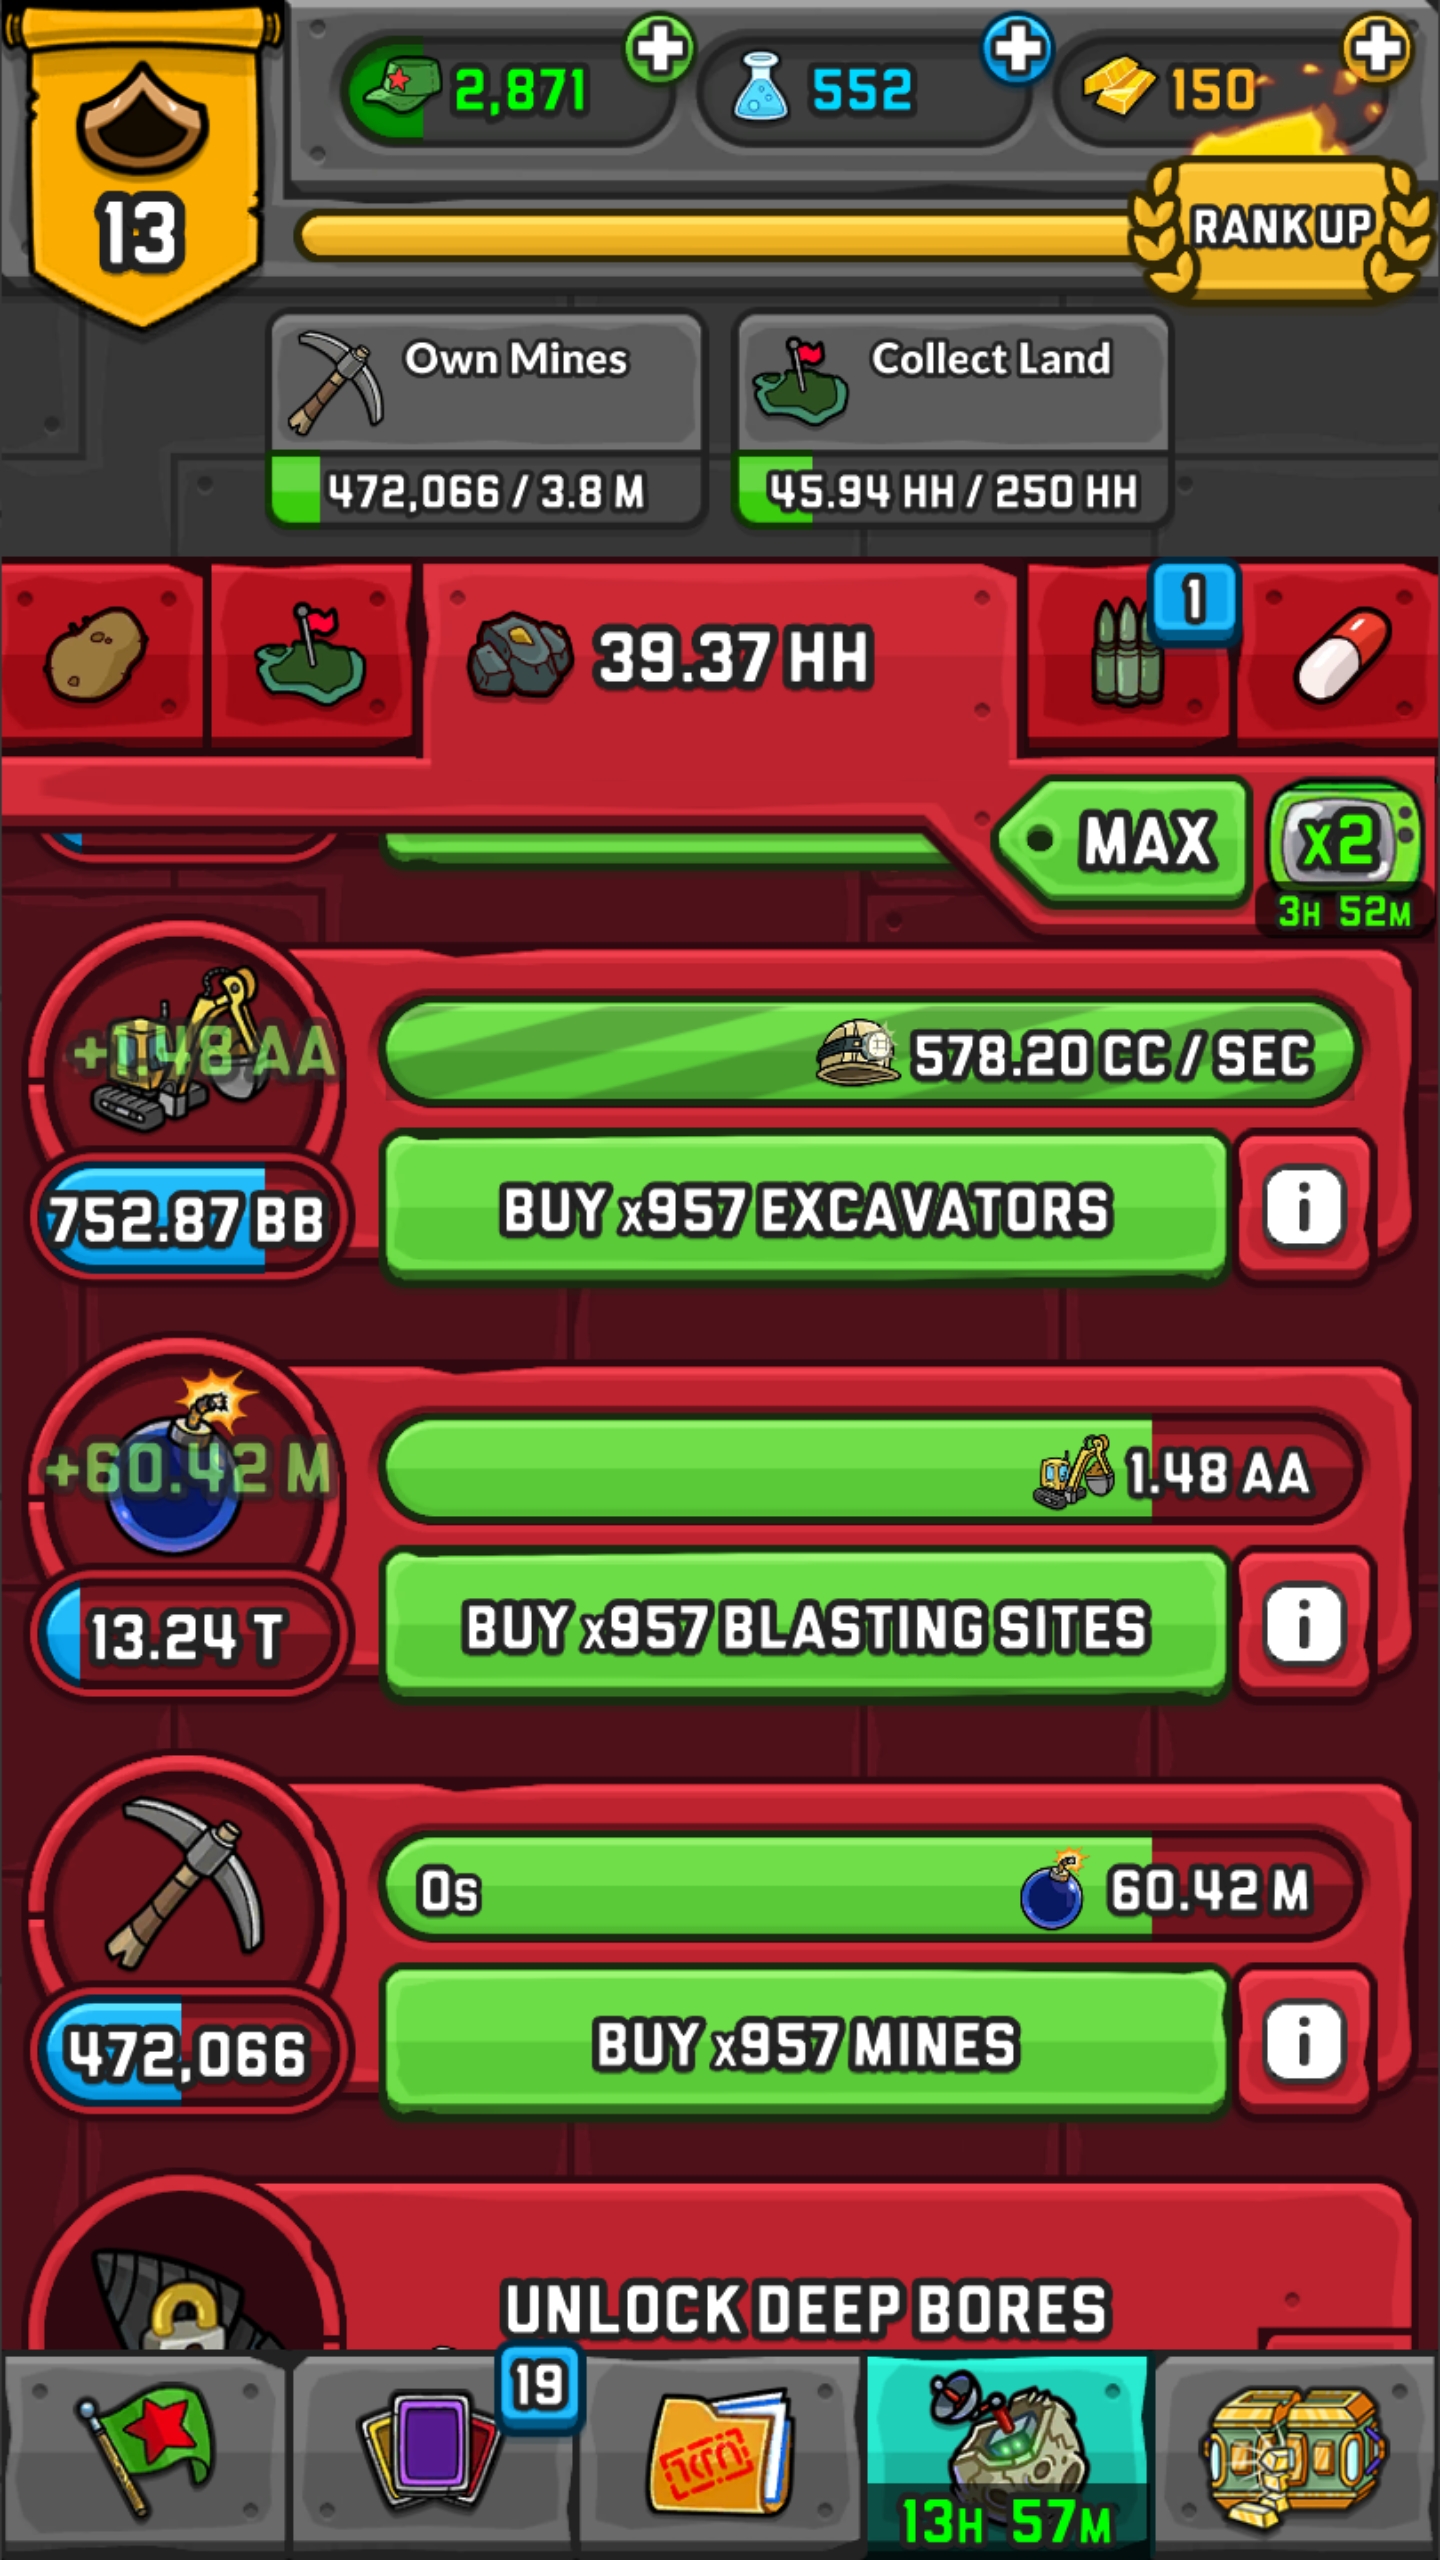 13
2,871
552
150
RANK UP
Own Mines
472,066 / 3.8 M
Collect Land
45.94 HH / 250 HH
39.37 HH
1
MAX
x2
3H 52M
+1.48 AA
578.20 CC / SEC
752.87 BB
BUY x957 EXCAVATORS
+60.42 M
1.48 AA
13.24 T
BUY x957 BLASTING SITES
0s
60.42 M
472,066
BUY x957 MINES
UNLOCK DEEP BORES
19
13H 57M